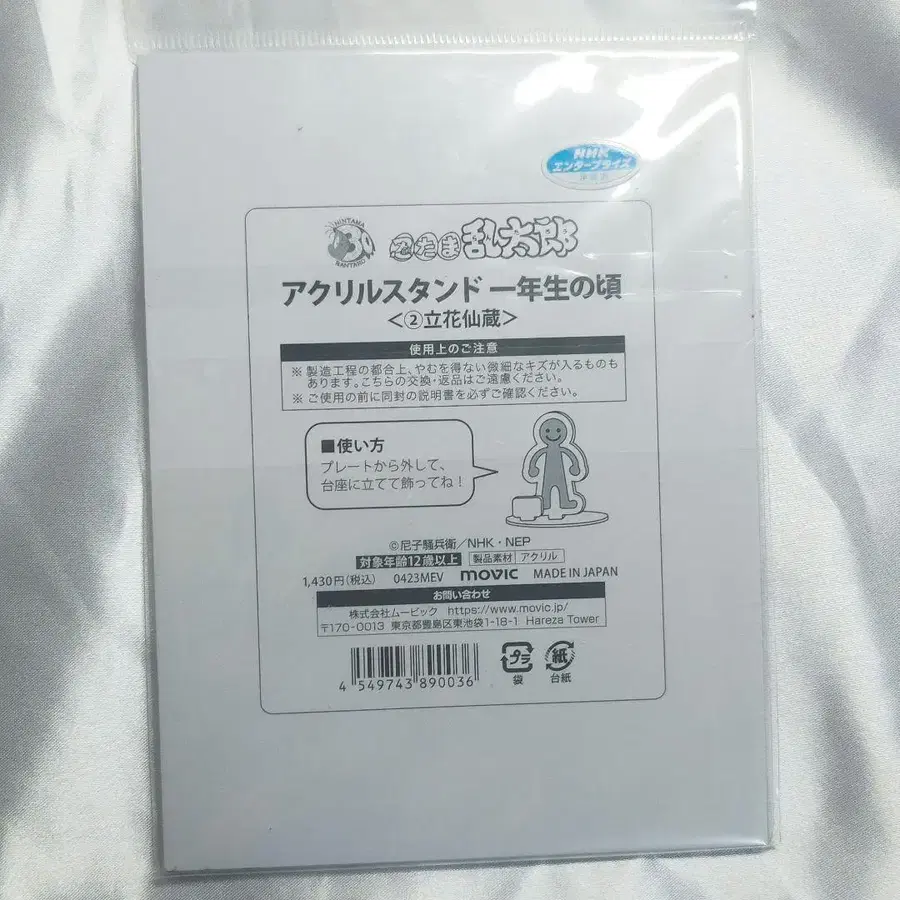 NHK
エンタープライズ
NINTAMA
RANTARO
忍たま乱太郎
アクリルスタンド 一年生の頃
<②立花仙蔵>
使用上のご注意
※ 製造工程の都合上、やむを得ない微細なキズが入るものも
あります。こちらの交換・返品はご遠慮ください。
※ ご使用の前に同封の説明書を必ずご確認ください。
■使い方
プレートから外して、
台座に立てて飾ってね！
©尼子騒兵衛／NHK・NEP
対象年齢12歳以上 製品素材 アクリル
1,430円(税込) 0423MEV movic MADE IN JAPAN
お問い合わせ
株式会社ムービック https://www.movic.jp/
〒170-0013 東京都豊島区東池袋1-18-1 Hareza Tower
4 549743 890036
プラ 紙
袋 台紙